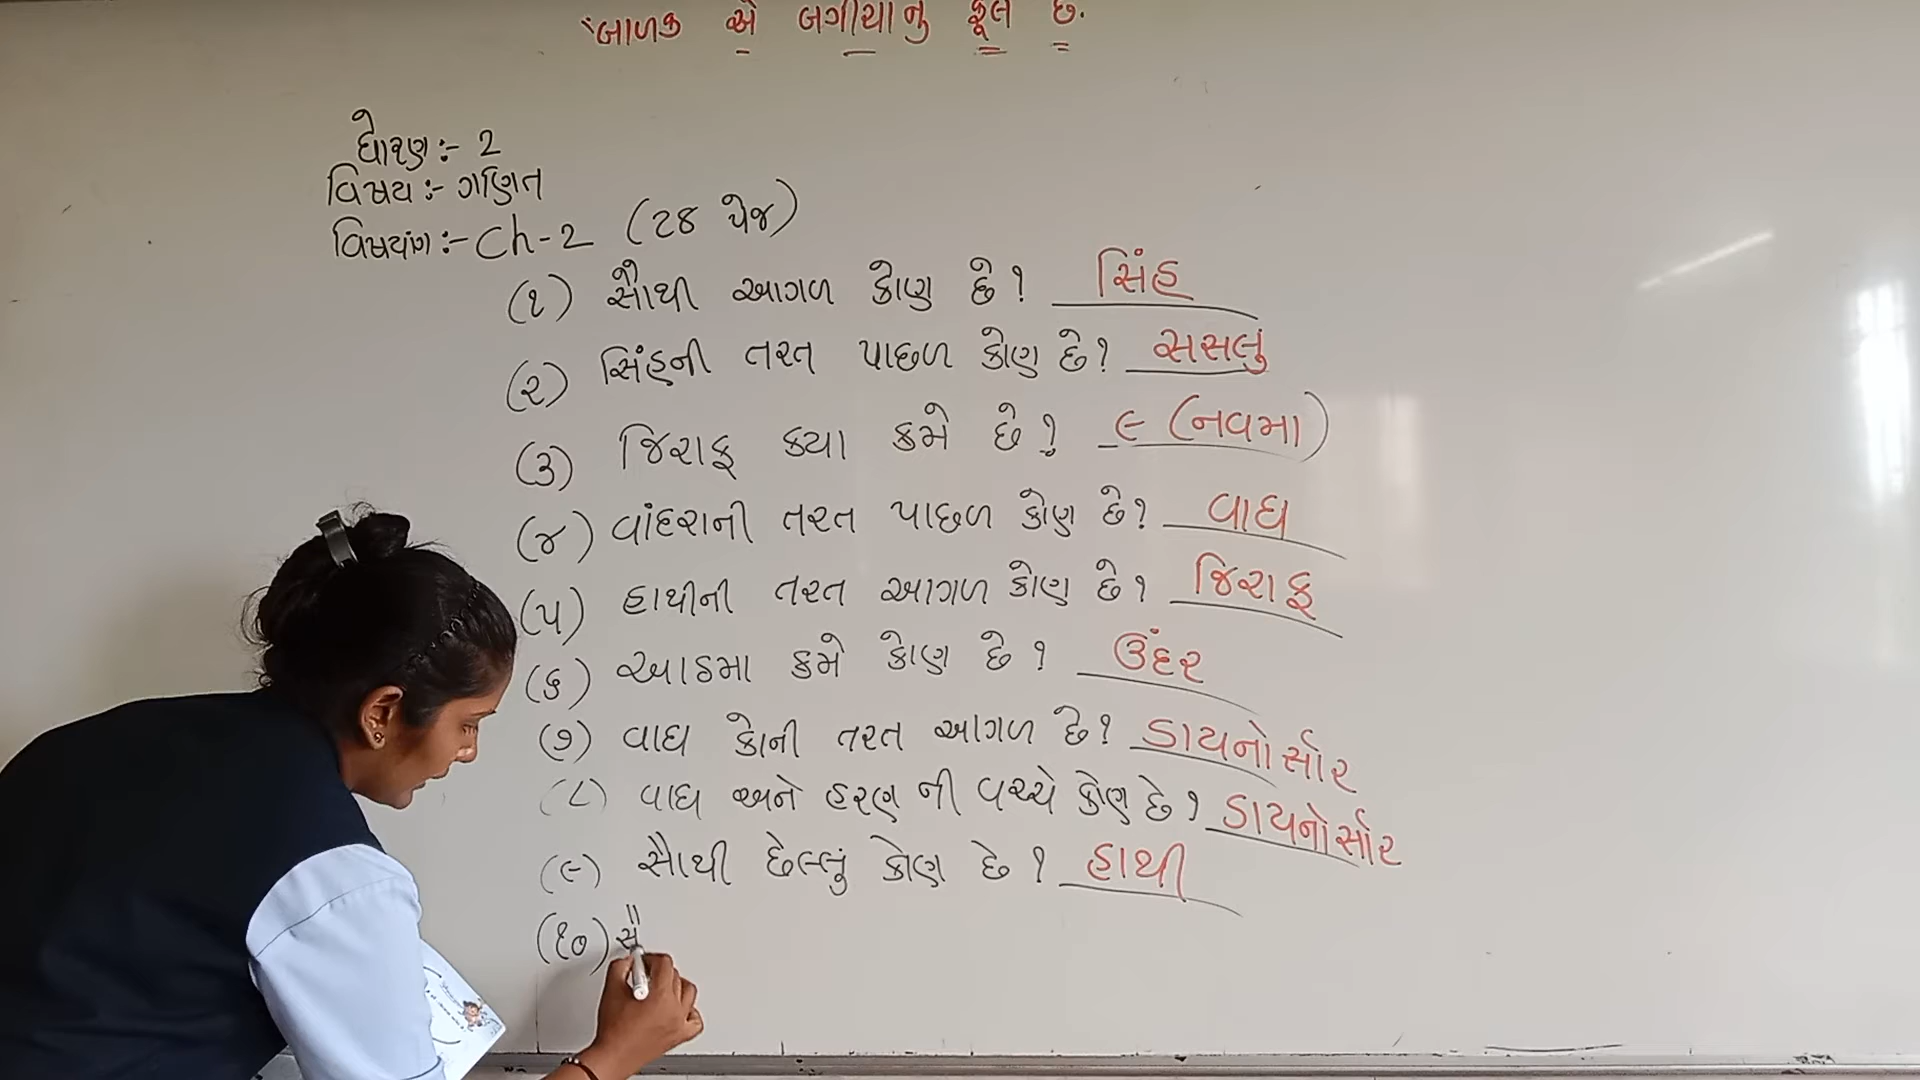 બાળક એ બગીચાનુ ફૂલ છે.
ધોરણ :- 2
વિષય :- ગણિત
વિષયાંગ :- Ch-2 (28 પેજ)
(૧) સૌથી આગળ કોણ છે? સિંહ
(૨) સિંહની તરત પાછળ કોણ છે? સસલું
(૩) જિરાફ કયા ક્રમે છે? ૯ (નવમા)
(૪) વાંદરાની તરત પાછળ કોણ છે? વાઘ
(૫) હાથીની તરત આગળ કોણ છે? જિરાફ
(૬) આઠમા ક્રમે કોણ છે? ઉંદર
(૭) વાઘ કોની તરત આગળ છે? ડાયનોર્સાર
(૮) વાઘ અને હરણ ની વચ્ચે કોણ છે? ડાયનોર્સાર
(૯) સૌથી છેલ્લું કોણ છે? હાથી
(૧૦) સૈ